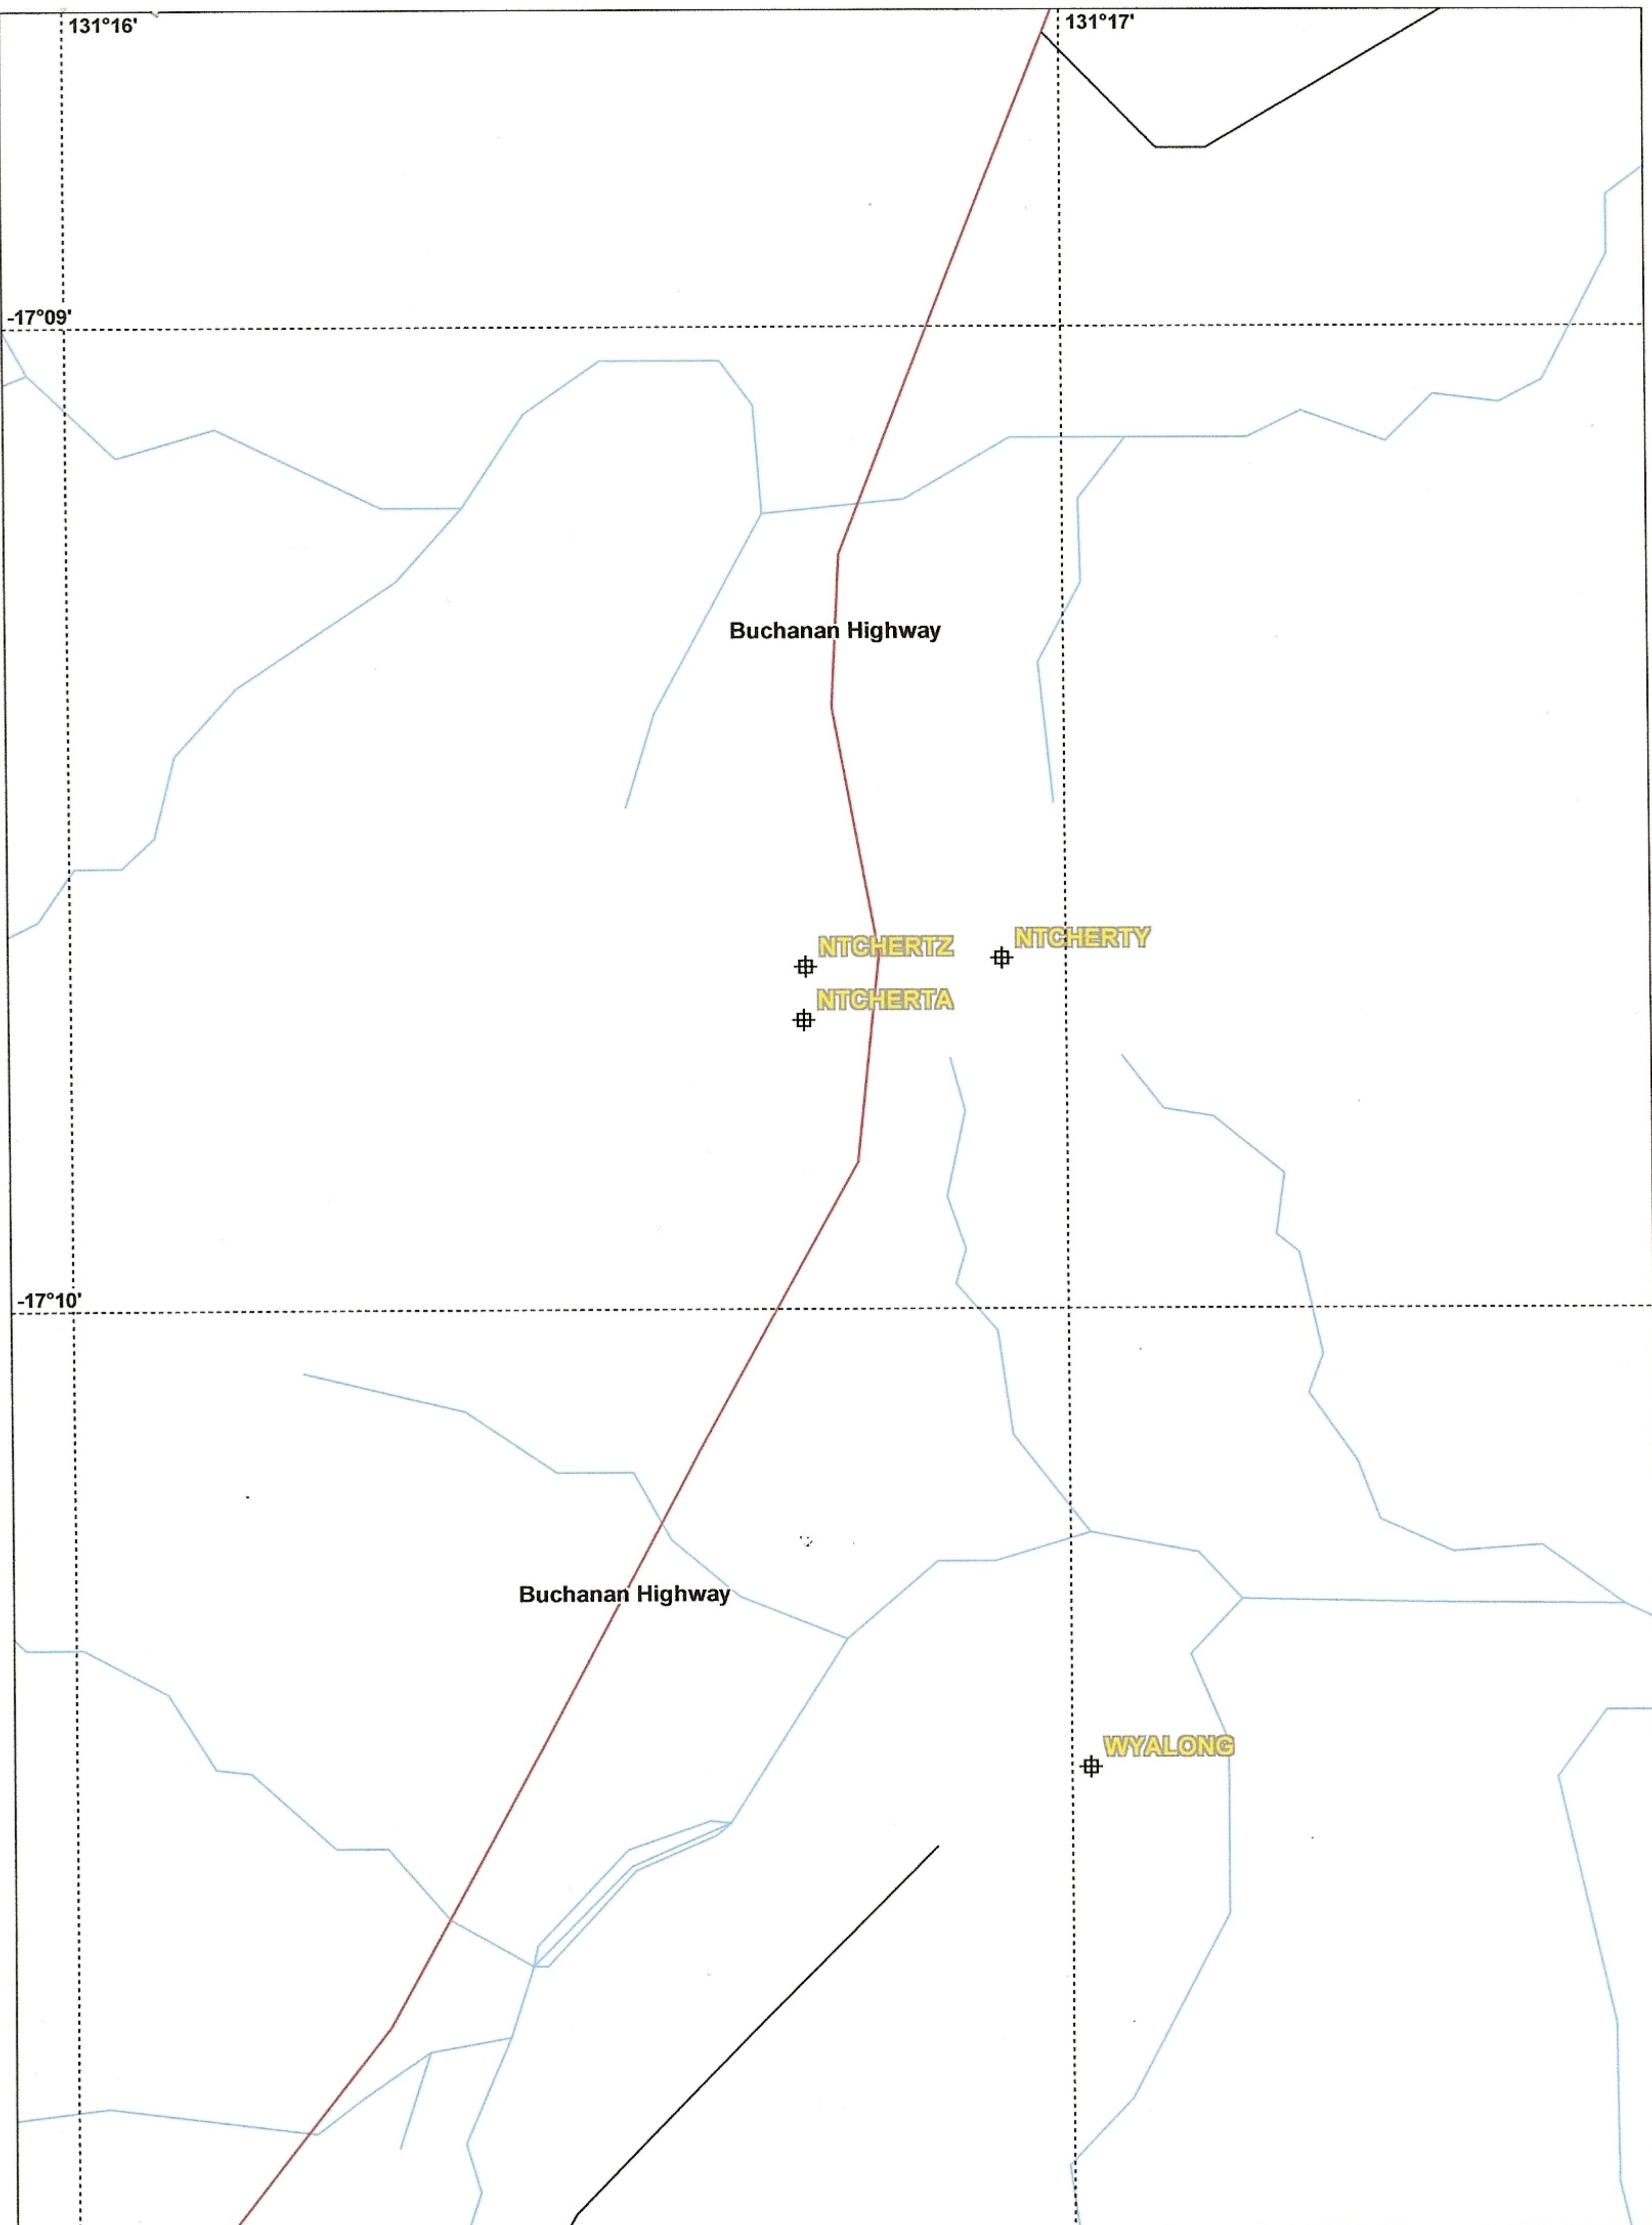 131°16'
131°17'
-17°09'
Buchanan Highway
NTCHERTZ
NTCHERTY
NTCHERTA
-17°10'
Buchanan Highway
WYALONG